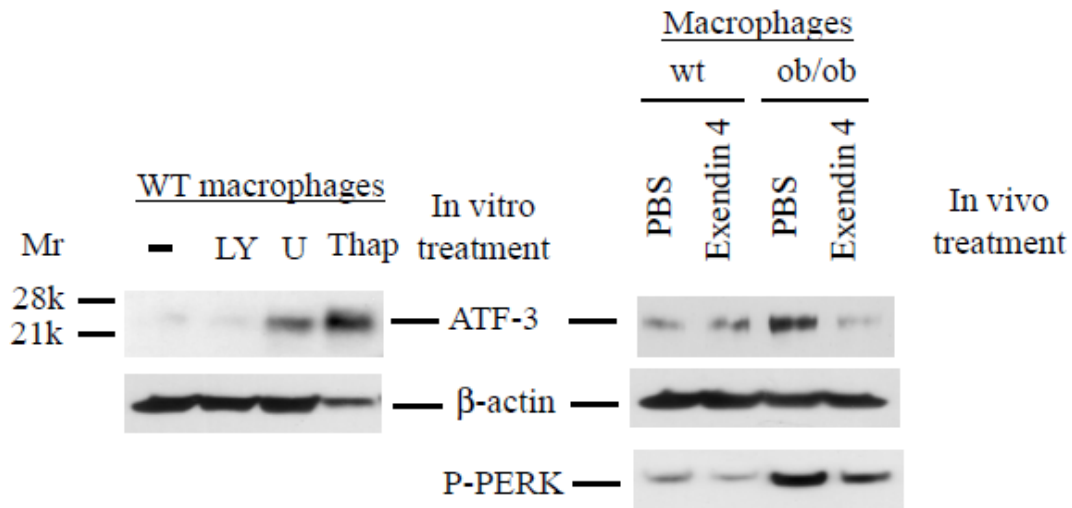 Macrophages
wt ob/ob
PBS
Exendin 4
PBS
Exendin 4
In vivo
treatment
WT macrophages
In vitro
treatment
Mr
- LY U Thap
28k
21k
ATF-3
β-actin
P-PERK